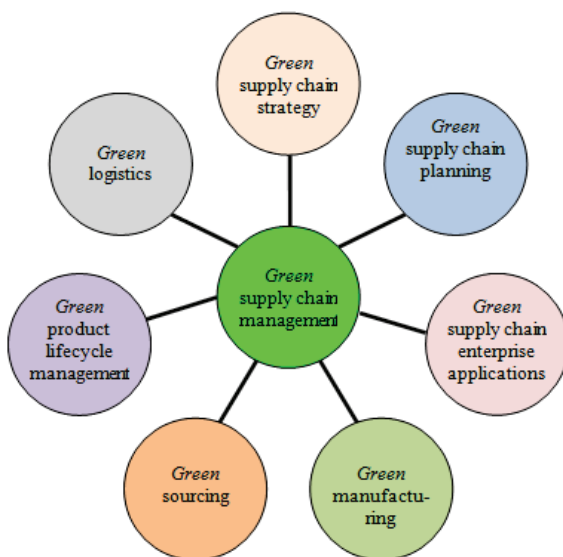 Green
supply chain
strategy
Green
supply chain
planning
Green
supply chain
enterprise
applications
Green
manufactu-
ring
Green
sourcing
Green
product
lifecycle
management
Green
logistics
Green
supply chain
management